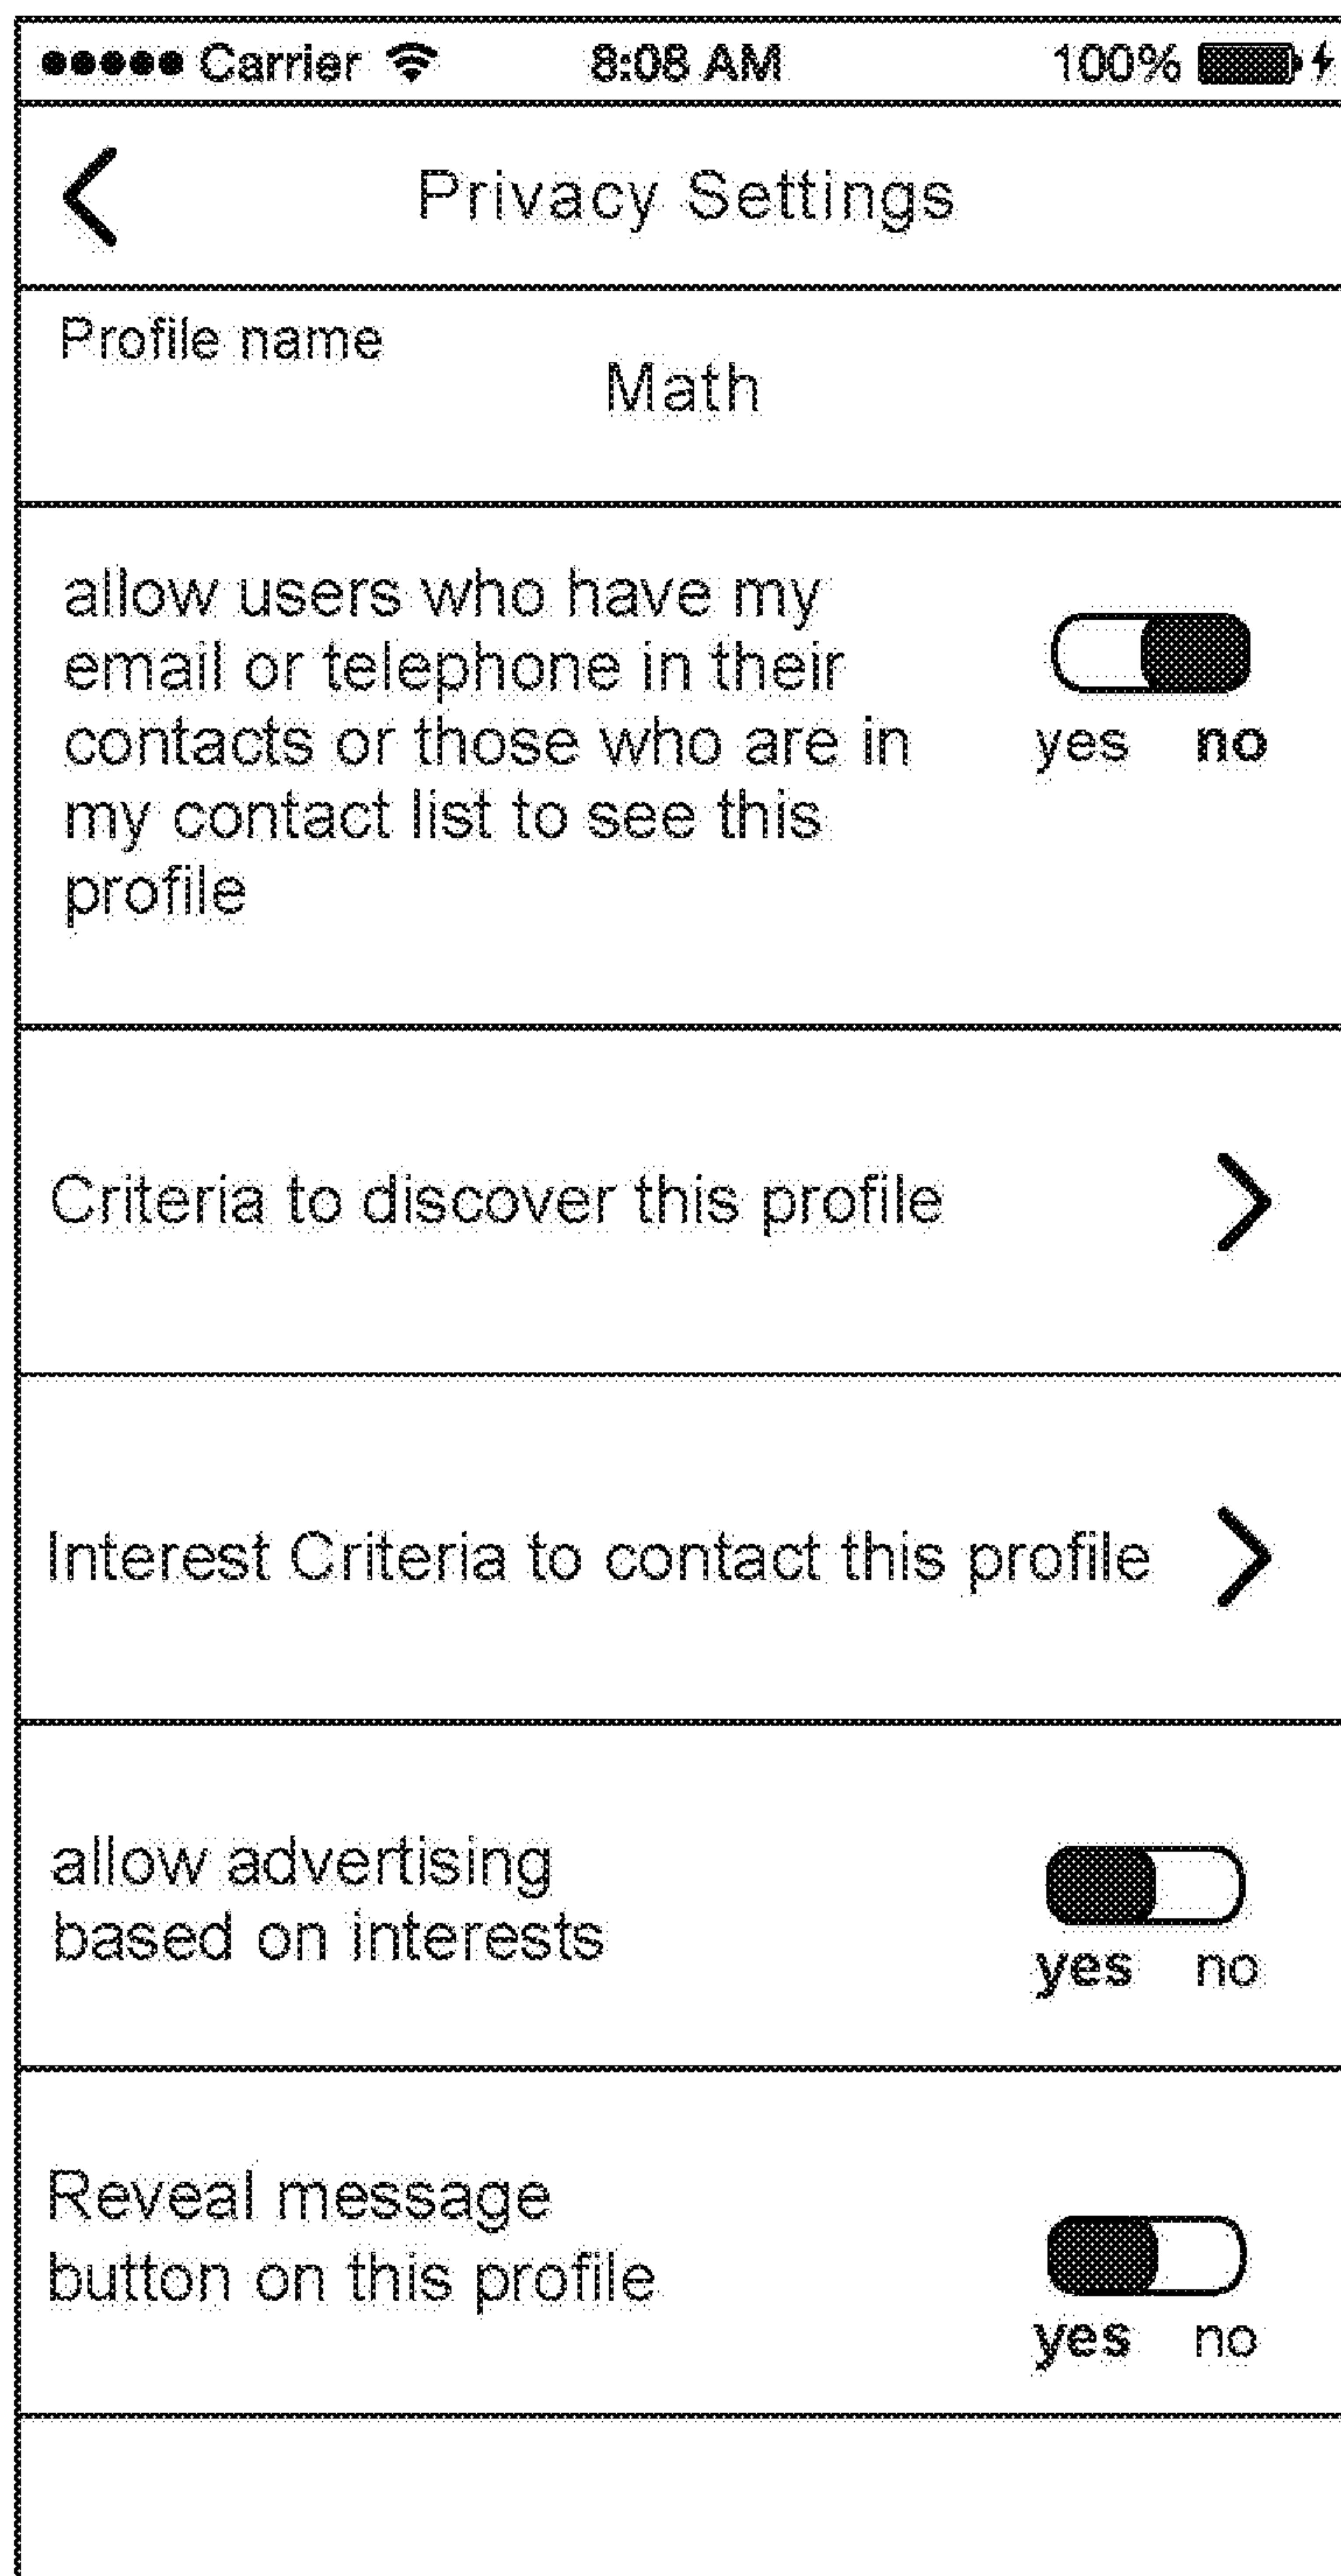 Carrier 8:08 AM 100%
Privacy Settings
Profile name
Math
allow users who have my
email or telephone in their
contacts or those who are in
my contact list to see this
profile
yes no
Criteria to discover this profile
Interest Criteria to contact this profile
allow advertising
based on interests
yes no
Reveal message
button on this profile
yes no